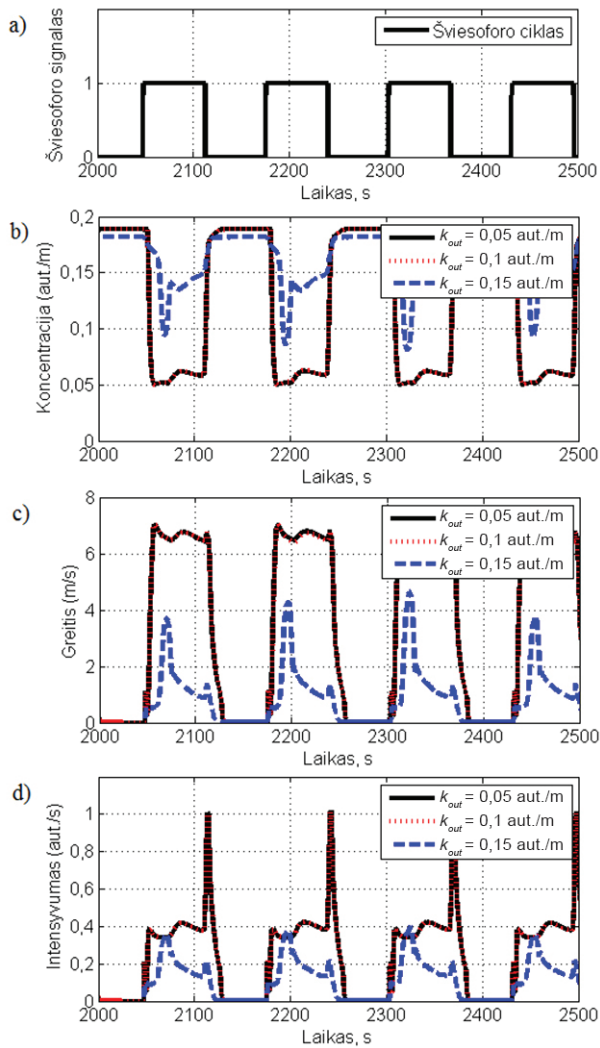 a)
Šviesoforo signalas
1
0
Šviesoforo ciklas
2000 2100 2200 2300 2400 2500
Laikas, s
b)
Koncentracija (aut./m)
0,2
0,15
0,1
0,05
0
k_out = 0,05 aut./m
k_out = 0,1 aut./m
k_out = 0,15 aut./m
2000 2100 2200 2300 2400 2500
Laikas, s
c)
Greitis (m/s)
8
6
4
2
0
k_out = 0,05 aut./m
k_out = 0,1 aut./m
k_out = 0,15 aut./m
2000 2100 2200 2300 2400 2500
Laikas, s
d)
Intensyvumas (aut./s)
1
0,8
0,6
0,4
0,2
0
k_out = 0,05 aut./m
k_out = 0,1 aut./m
k_out = 0,15 aut./m
2000 2100 2200 2300 2400 2500
Laikas, s